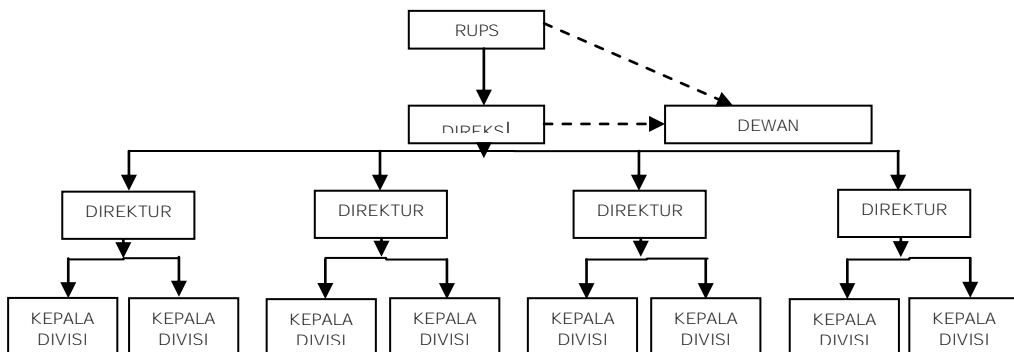 RUPS
DIREKSI
DEWAN
DIREKTUR
DIREKTUR
DIREKTUR
DIREKTUR
KEPALA
DIVISI
KEPALA
DIVISI
KEPALA
DIVISI
KEPALA
DIVISI
KEPALA
DIVISI
KEPALA
DIVISI
KEPALA
DIVISI
KEPALA
DIVISI